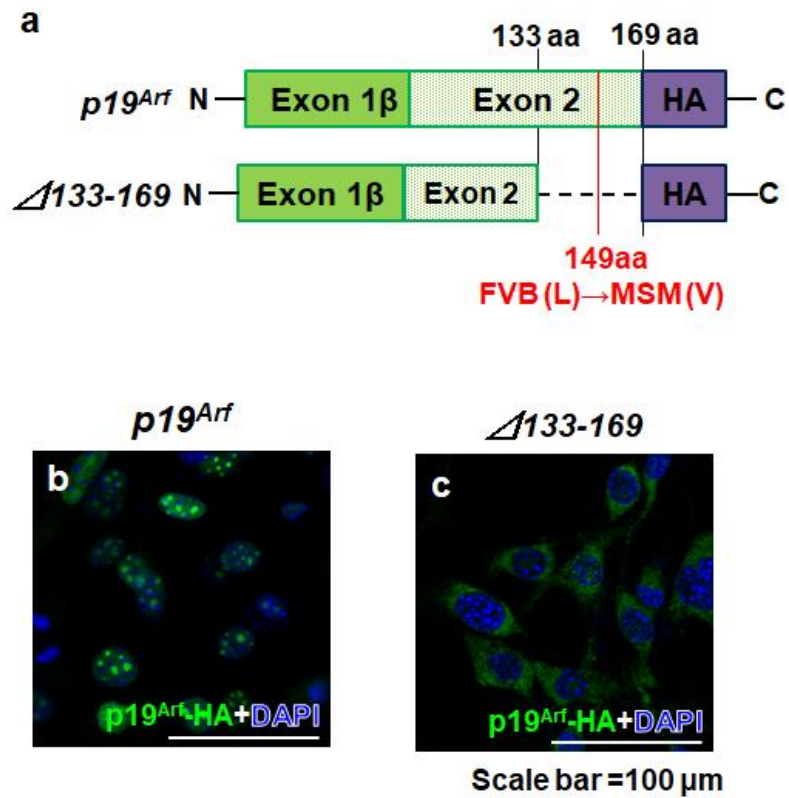 a
133 aa 169 aa
p19Arf N Exon 1β Exon 2 HA C
⊿133-169 N Exon 1β Exon 2 HA C
149aa
FVB (L)→MSM (V)
p19Arf ⊿133-169
b c
p19Arf-HA+DAPI p19Arf-HA+DAPI
Scale bar =100 μm